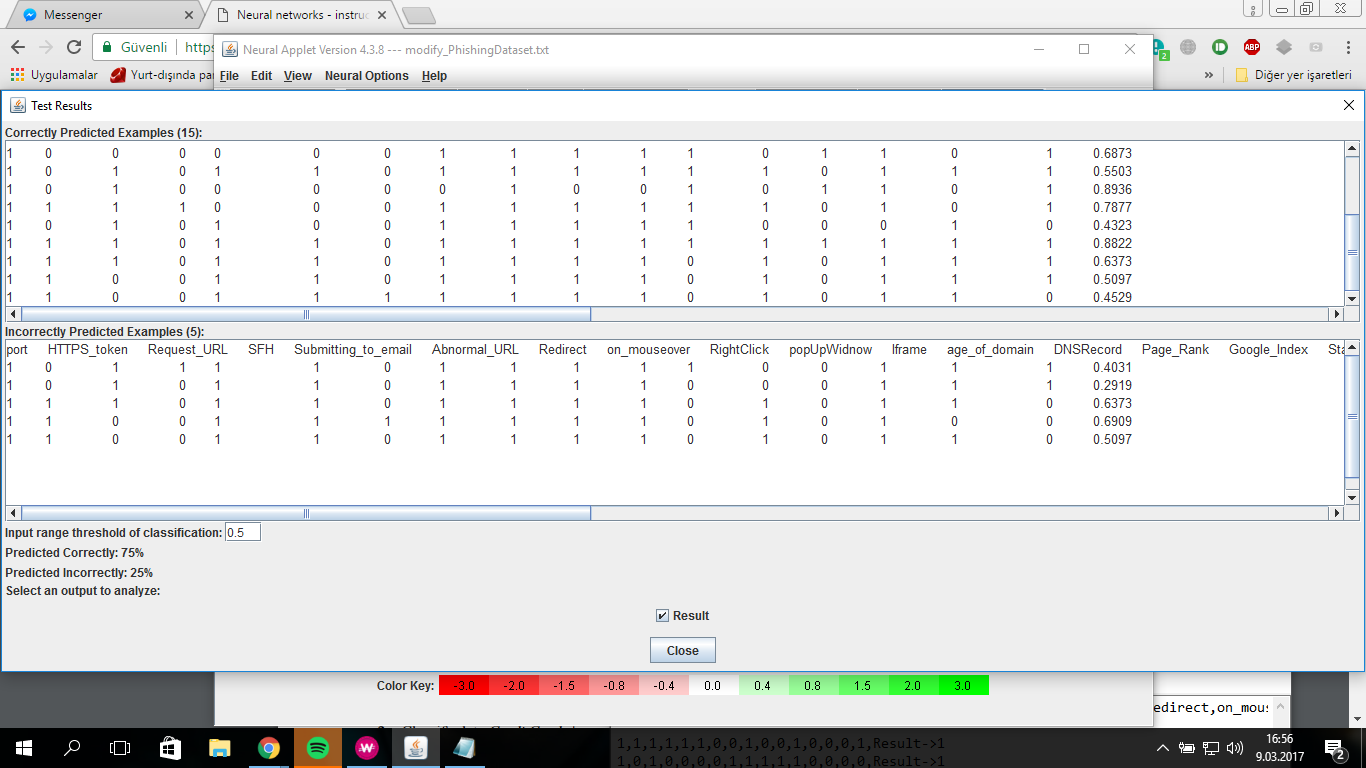 Messenger
Neural networks - instruc
Güvenli
https
Neural Applet Version 4.3.8 --- modify_PhishingDataset.txt
2
ABP
Uygulamalar
Yurt-dışında pa
File Edit View Neural Options Help
»
Diğer yer işaretleri
Test Results
Correctly Predicted Examples (15):
1 0 0 0 0 0 0 1 1 1 1 1 0 1 1 0 1 0.6873
1 0 1 0 1 1 0 1 1 1 1 1 1 0 1 1 1 0.5503
1 0 1 0 0 0 0 0 1 0 0 1 0 1 1 0 1 0.8936
1 1 1 1 0 0 0 1 1 1 1 1 1 0 1 0 1 0.7877
1 0 1 0 1 0 0 1 1 1 1 1 0 0 0 1 0 0.4323
1 1 1 0 1 1 0 1 1 1 1 1 1 1 1 1 1 0.8822
1 1 1 0 1 1 0 1 1 1 1 0 1 0 1 1 1 0.6373
1 1 0 0 1 1 0 1 1 1 1 0 1 0 1 1 1 0.5097
1 1 0 0 1 1 1 1 1 1 1 0 1 0 1 1 0 0.4529
Incorrectly Predicted Examples (5):
port HTTPS_token Request_URL SFH Submitting_to_email Abnormal_URL Redirect on_mouseover RightClick popUpWidnow Iframe age_of_domain DNSRecord Page_Rank Google_Index Sta
1 0 1 1 1 1 0 1 1 1 1 1 0 0 1 1 1 0.4031
1 0 1 0 1 1 0 1 1 1 1 0 0 0 1 1 1 0.2919
1 1 1 0 1 1 0 1 1 1 1 0 1 0 1 1 0 0.6373
1 1 0 0 1 1 1 1 1 1 1 0 1 0 1 0 0 0.6909
1 1 0 0 1 1 0 1 1 1 1 0 1 0 1 1 0 0.5097
Input range threshold of classification: 0.5
Predicted Correctly: 75%
Predicted Incorrectly: 25%
Select an output to analyze:
Result
Close
Color Key: -3.0 -2.0 -1.5 -0.8 -0.4 0.0 0.4 0.8 1.5 2.0 3.0
edirect,on_mous
1,1,1,1,1,1,0,0,1,0,0,1,0,0,0,1,Result->1
1,0,1,0,0,0,0,1,1,1,1,1,0,0,0,0,Result->1
16:56
9.03.2017
2